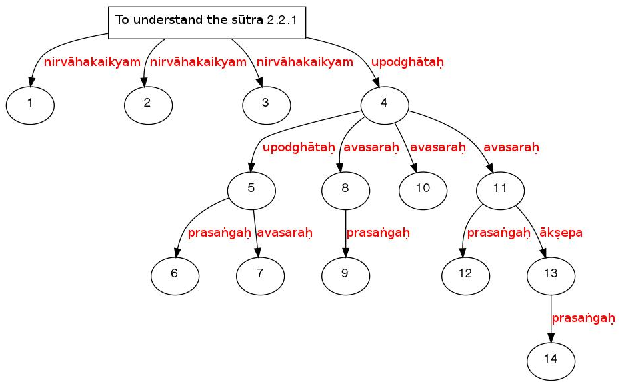 To understand the sūtra 2.2.1
nirvāhakaikyam nirvāhakaikyam nirvāhakaikyam upodghātaḥ
1 2 3 4
upodghātaḥ avasaraḥ avasaraḥ avasaraḥ
5 8 10 11
prasaṅgaḥ avasaraḥ prasaṅgaḥ prasaṅgaḥ ākṣepa
6 7 9 12 13
prasaṅgaḥ
14